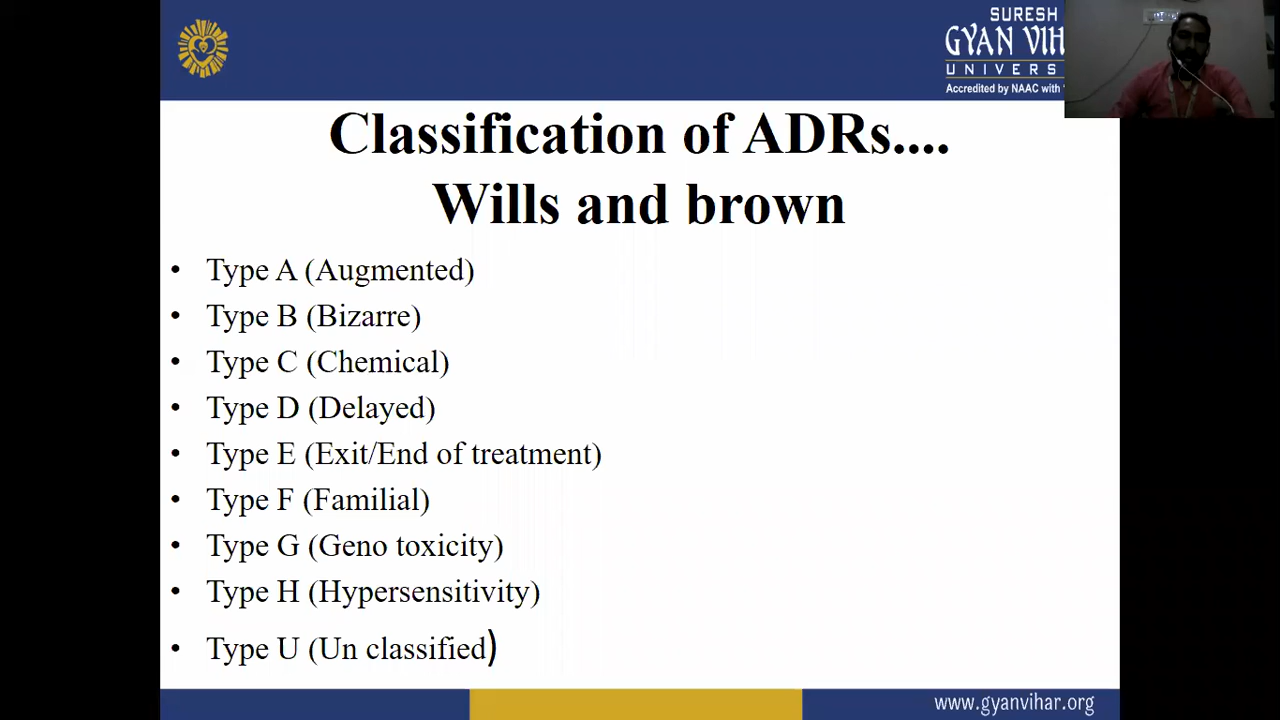 SURESH
GYAN VIH
UNIVERS
Accredited by NAAC with
Classification of ADRs....
Wills and brown
• Type A (Augmented)
• Type B (Bizarre)
• Type C (Chemical)
• Type D (Delayed)
• Type E (Exit/End of treatment)
• Type F (Familial)
• Type G (Geno toxicity)
• Type H (Hypersensitivity)
• Type U (Un classified)
www.gyanvihar.org